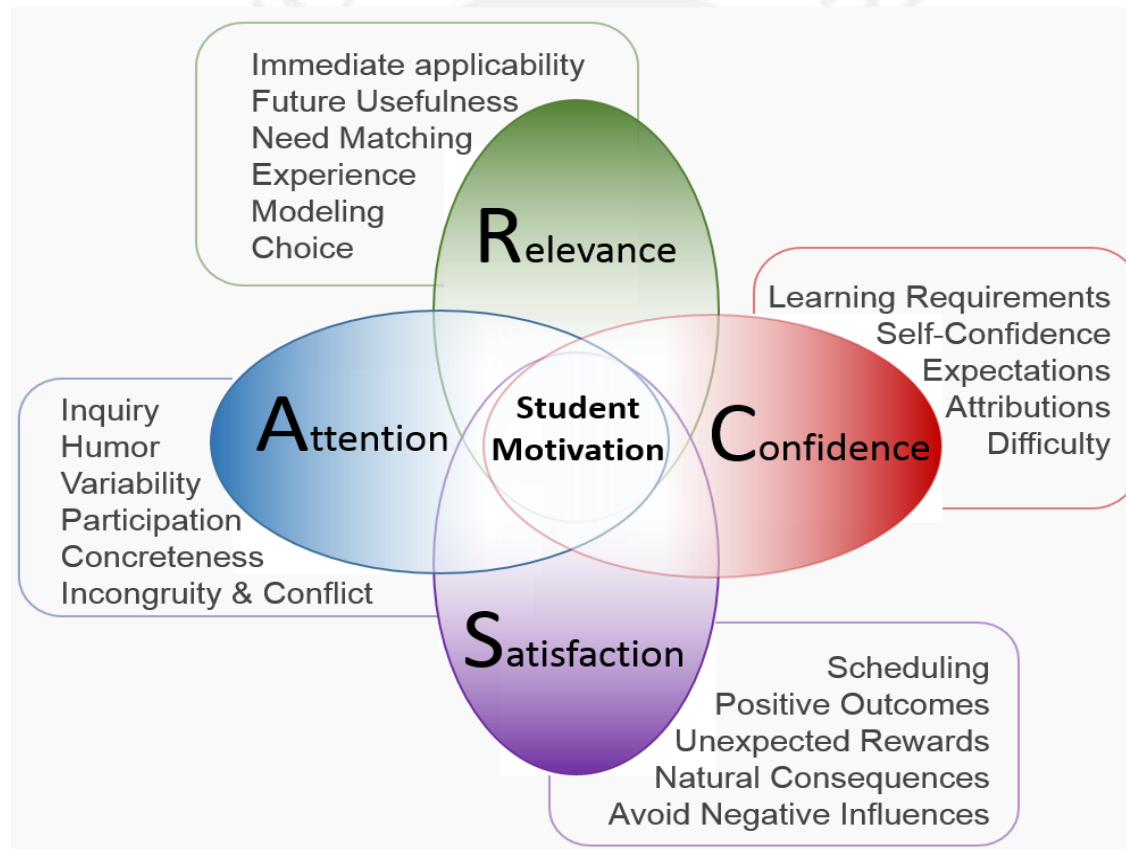 Immediate applicability
Future Usefulness
Need Matching
Experience
Modeling
Choice
Relevance
Learning Requirements
Self-Confidence
Expectations
Attributions
Difficulty
Confidence
Inquiry
Humor
Variability
Participation
Concreteness
Incongruity & Conflict
Attention
Student
Motivation
Satisfaction
Scheduling
Positive Outcomes
Unexpected Rewards
Natural Consequences
Avoid Negative Influences